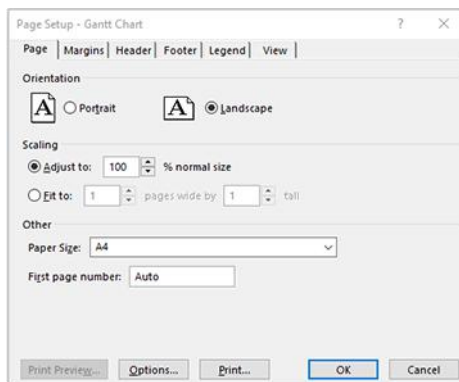 Page Setup - Gantt Chart ?
Page Margins Header Footer Legend View
Orientation
A Portrait A Landscape
Scaling
Adjust to: 100 % normal size
Fit to: 1 pages wide by 1 tall
Other
Paper Size: A4
First page number: Auto
Print Preview... Options... Print... OK Cancel